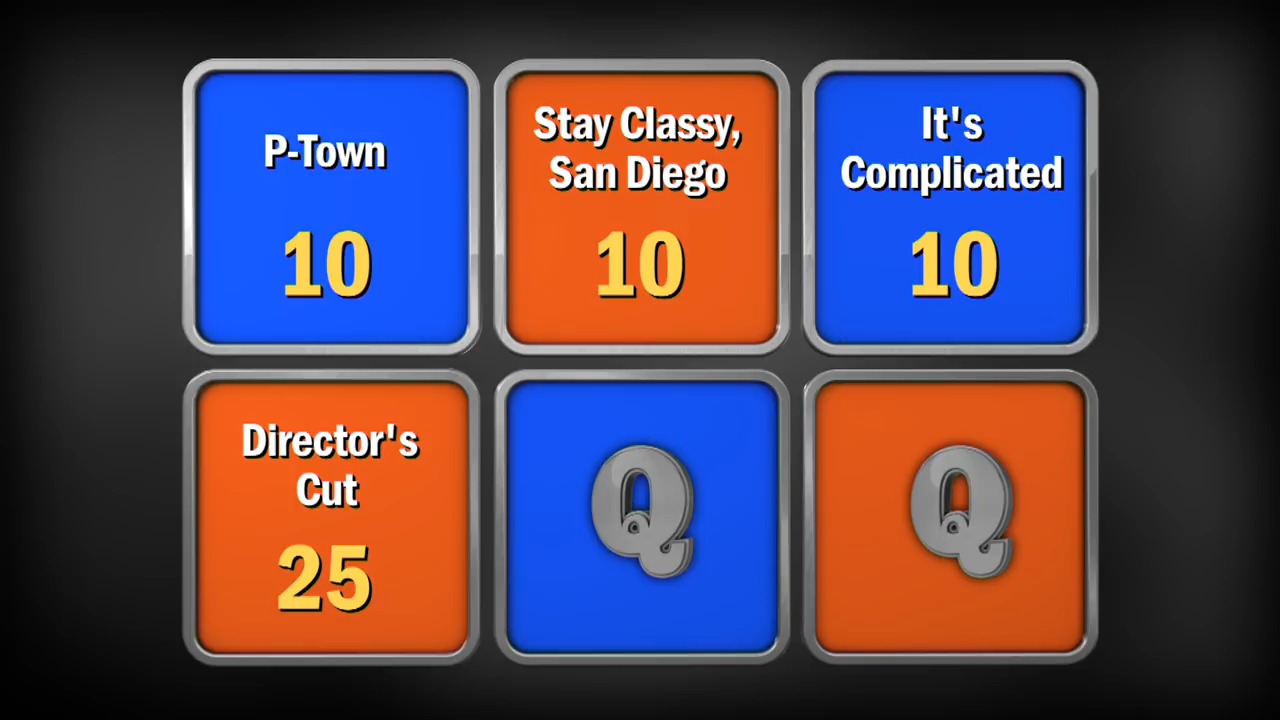 P-Town
10
Stay Classy,
San Diego
10
It's
Complicated
10
Director's
Cut
25
Q
Q